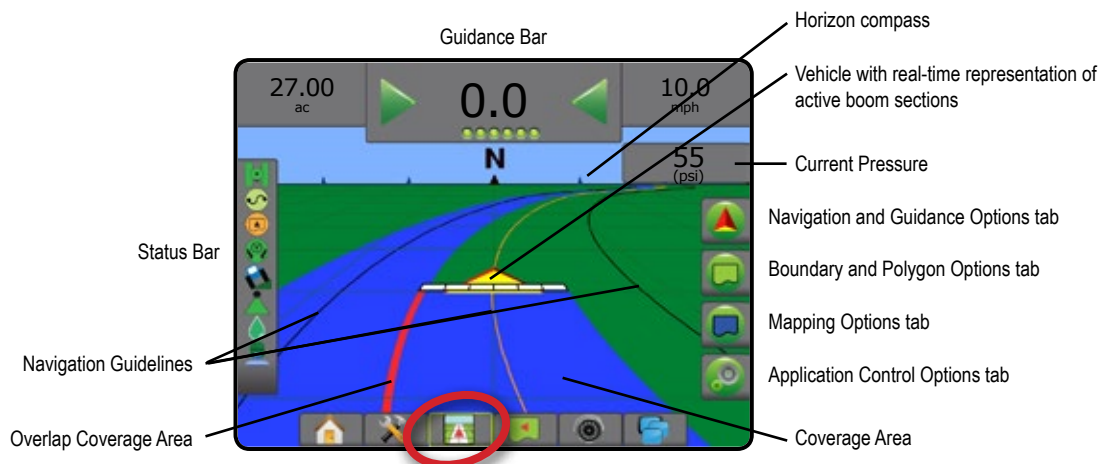 Guidance Bar
Horizon compass
Vehicle with real-time representation of
active boom sections
27.00
ac
0.0
10.0
mph
N
55
(psi)
Current Pressure
Navigation and Guidance Options tab
Status Bar
Boundary and Polygon Options tab
Mapping Options tab
Navigation Guidelines
Application Control Options tab
Overlap Coverage Area
Coverage Area